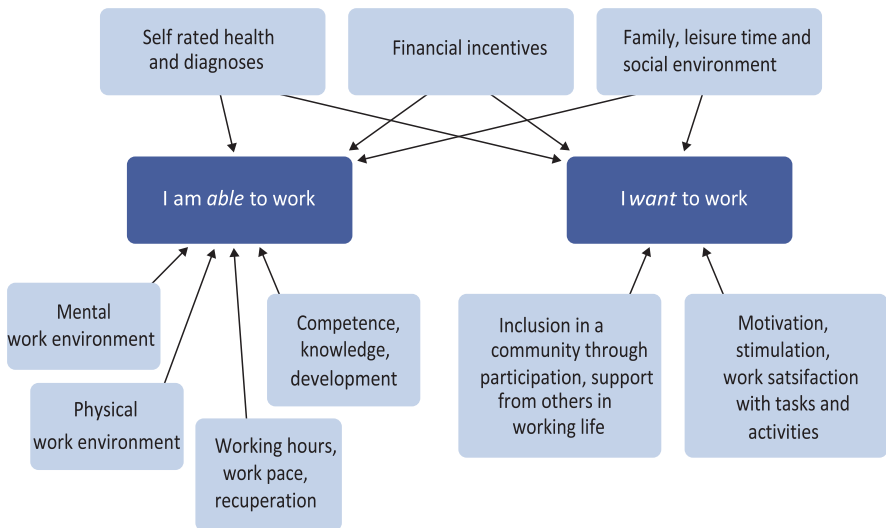 Self rated health
and diagnoses
Financial incentives
Family, leisure time and
social environment
I am able to work
I want to work
Mental
work environment
Physical
work environment
Working hours,
work pace,
recuperation
Competence,
knowledge,
development
Inclusion in a
community through
participation, support
from others in
working life
Motivation,
stimulation,
work satsifaction
with tasks and
activities